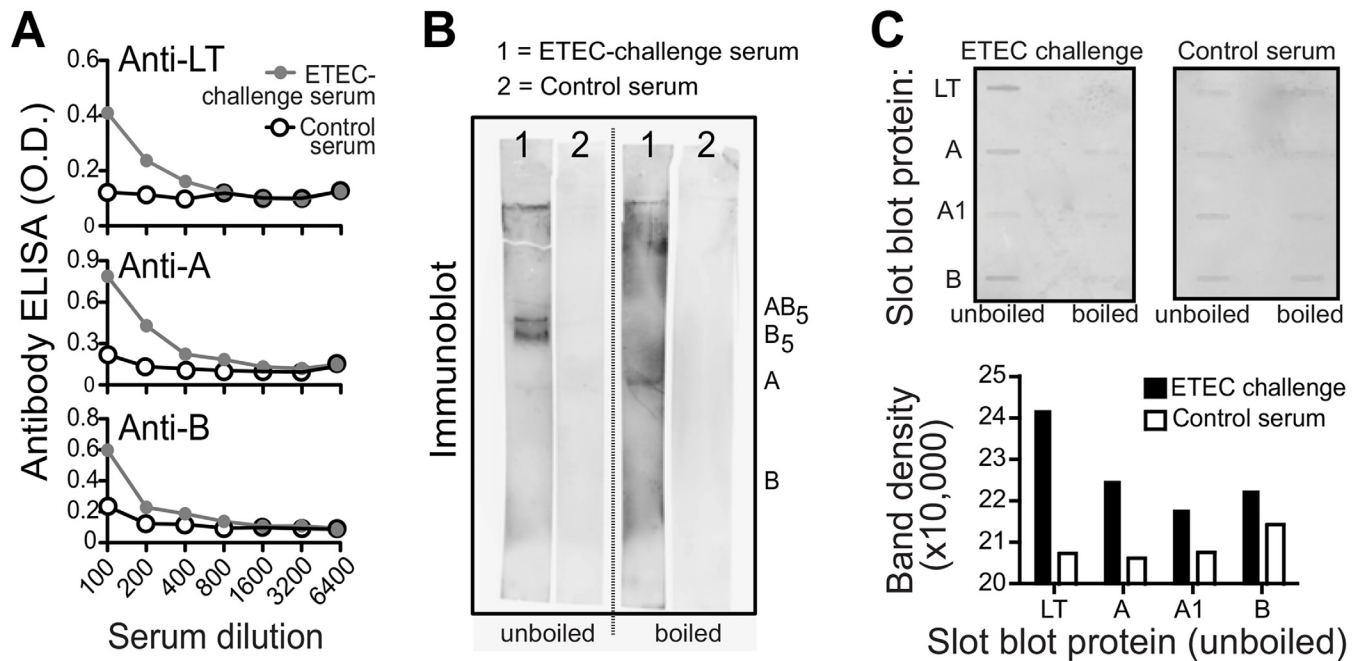 A
Antibody ELISA (O.D.)
Anti-LT
ETEC-
challenge serum
Control
serum
0.6
0.4
0.2
0
Anti-A
0.9
0.6
0.3
0
Anti-B
0.8
0.6
0.4
0.2
0
100 200 400 800 1600 3200 6400
Serum dilution
B
1 = ETEC-challenge serum
2 = Control serum
Immunoblot
1 2 1 2
AB5
B5
A
B
unboiled boiled
C
ETEC challenge Control serum
Slot blot protein:
LT
A
A1
B
unboiled boiled unboiled boiled
Band density
(x10,000)
25
24
23
22
21
20
ETEC challenge
Control serum
LT A A1 B
Slot blot protein (unboiled)